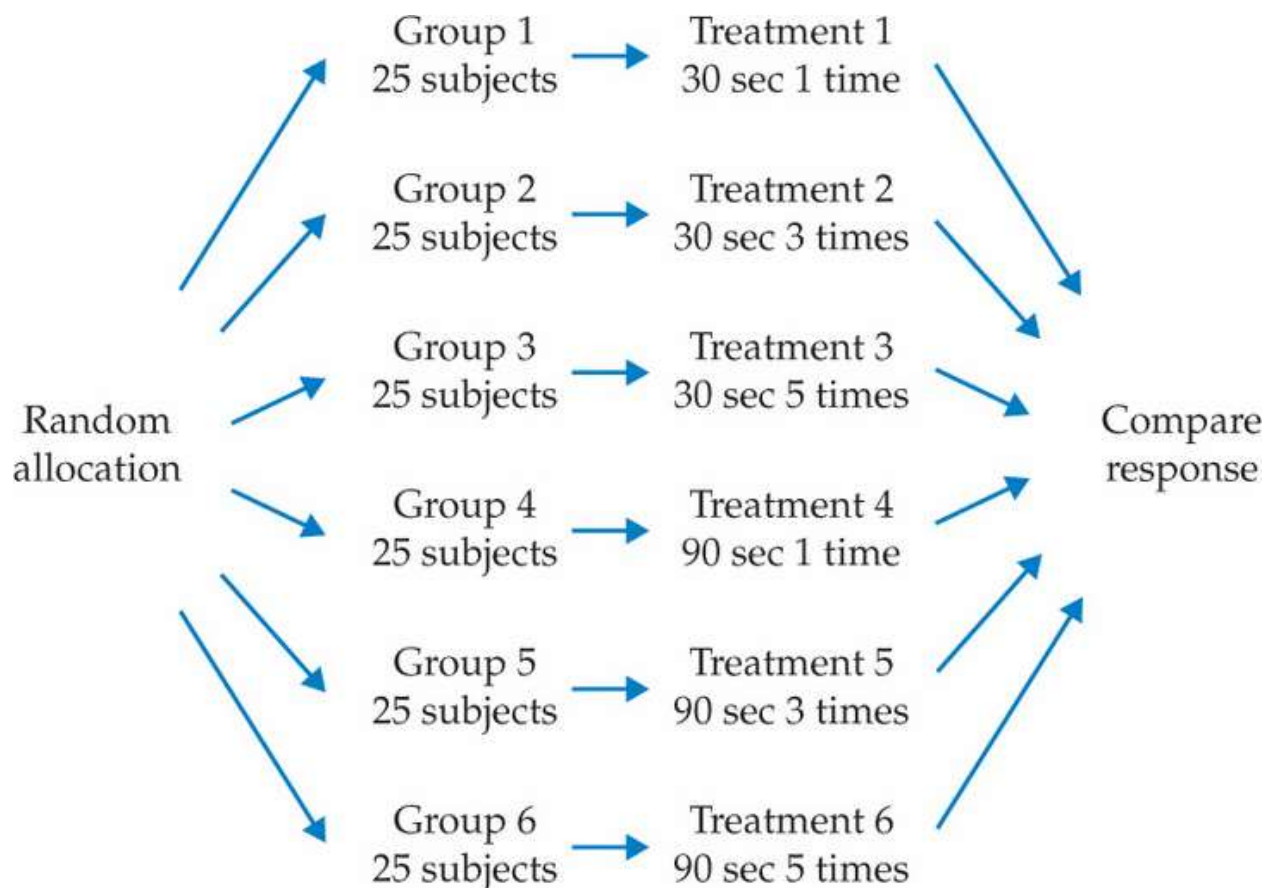 Group 1
25 subjects
Treatment 1
30 sec 1 time
Group 2
25 subjects
Treatment 2
30 sec 3 times
Group 3
25 subjects
Treatment 3
30 sec 5 times
Random
allocation
Compare
response
Group 4
25 subjects
Treatment 4
90 sec 1 time
Group 5
25 subjects
Treatment 5
90 sec 3 times
Group 6
25 subjects
Treatment 6
90 sec 5 times